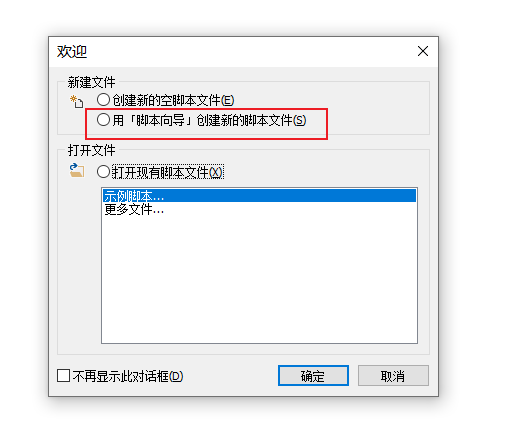 欢迎
新建文件
创建新的空脚本文件(E)
用「脚本向导」创建新的脚本文件(S)
打开文件
打开现有脚本文件(X)
示例脚本...
更多文件...
不再显示此对话框(D)
确定
取消